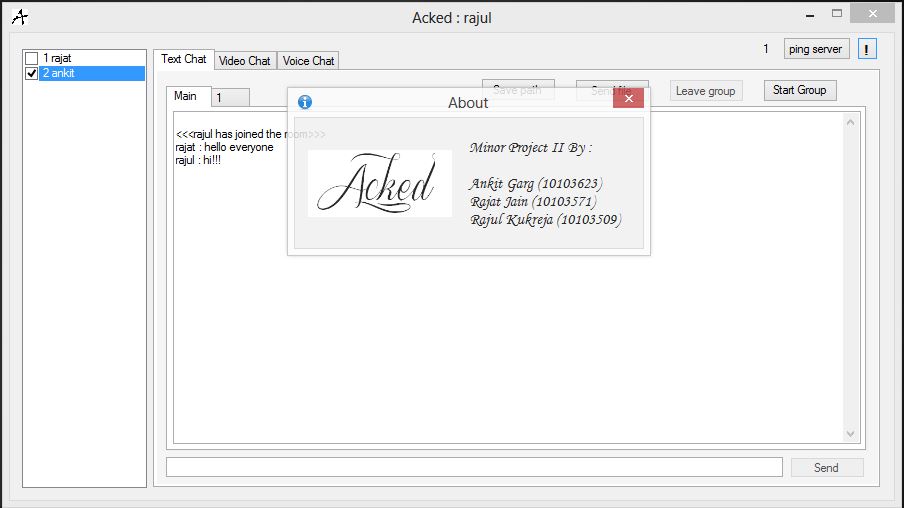 Acked : rajul
1 rajat
2 ankit
Text Chat
Video Chat
Voice Chat
1
ping server
!
Main
1
Save path
Send file
Leave group
Start Group
<<<rajul has joined the room>>>
rajat : hello everyone
rajul : hi!!!
About
Acked
Minor Project II By :
Ankit Garg (10103623)
Rajat Jain (10103571)
Rajul Kukreja (10103509)
Send